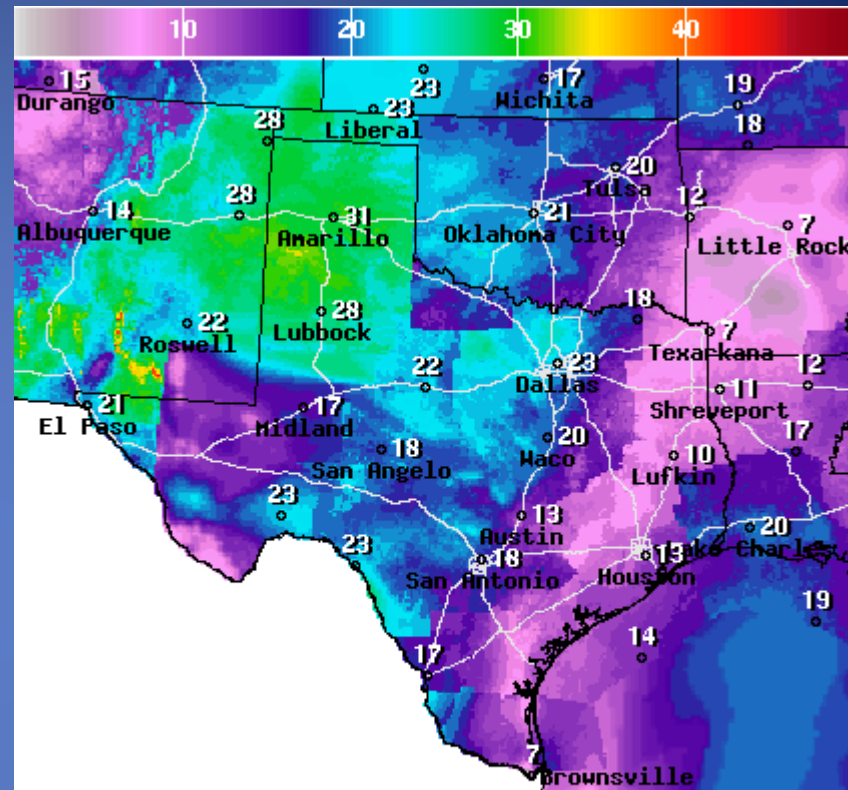 10 20 30 40
15 Durango
23
17 Wichita
19
23 Liberal
28
18
20 Tulsa
14 Albuquerque
28
31 Amarillo
21 Oklahoma City
12
7 Little Rock
22 Roswell
28 Lubbock
18
7 Texarkana
22
23 Dallas
11 Shreveport
12
21 El Paso
17 Midland
18 San Angelo
20 Waco
10 Lufkin
17
23
13 Austin
20 Lake Charles
23
18 San Antonio
13 Houston
19
14
17
7 Brownsville